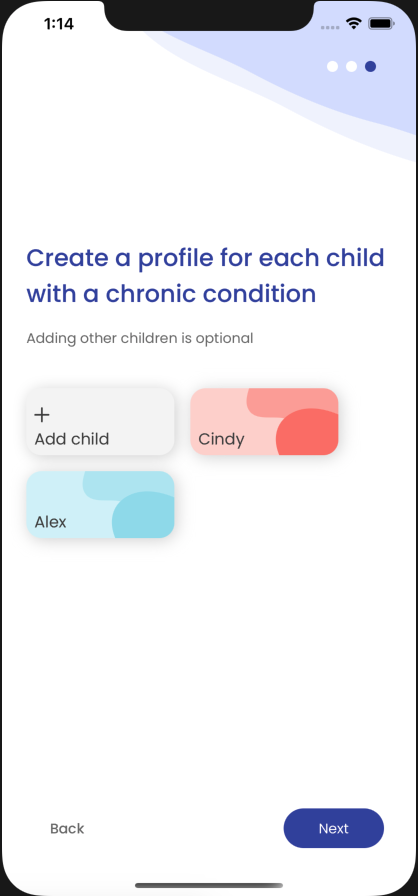 1:14
Create a profile for each child
with a chronic condition
Adding other children is optional
Add child
Cindy
Alex
Back
Next